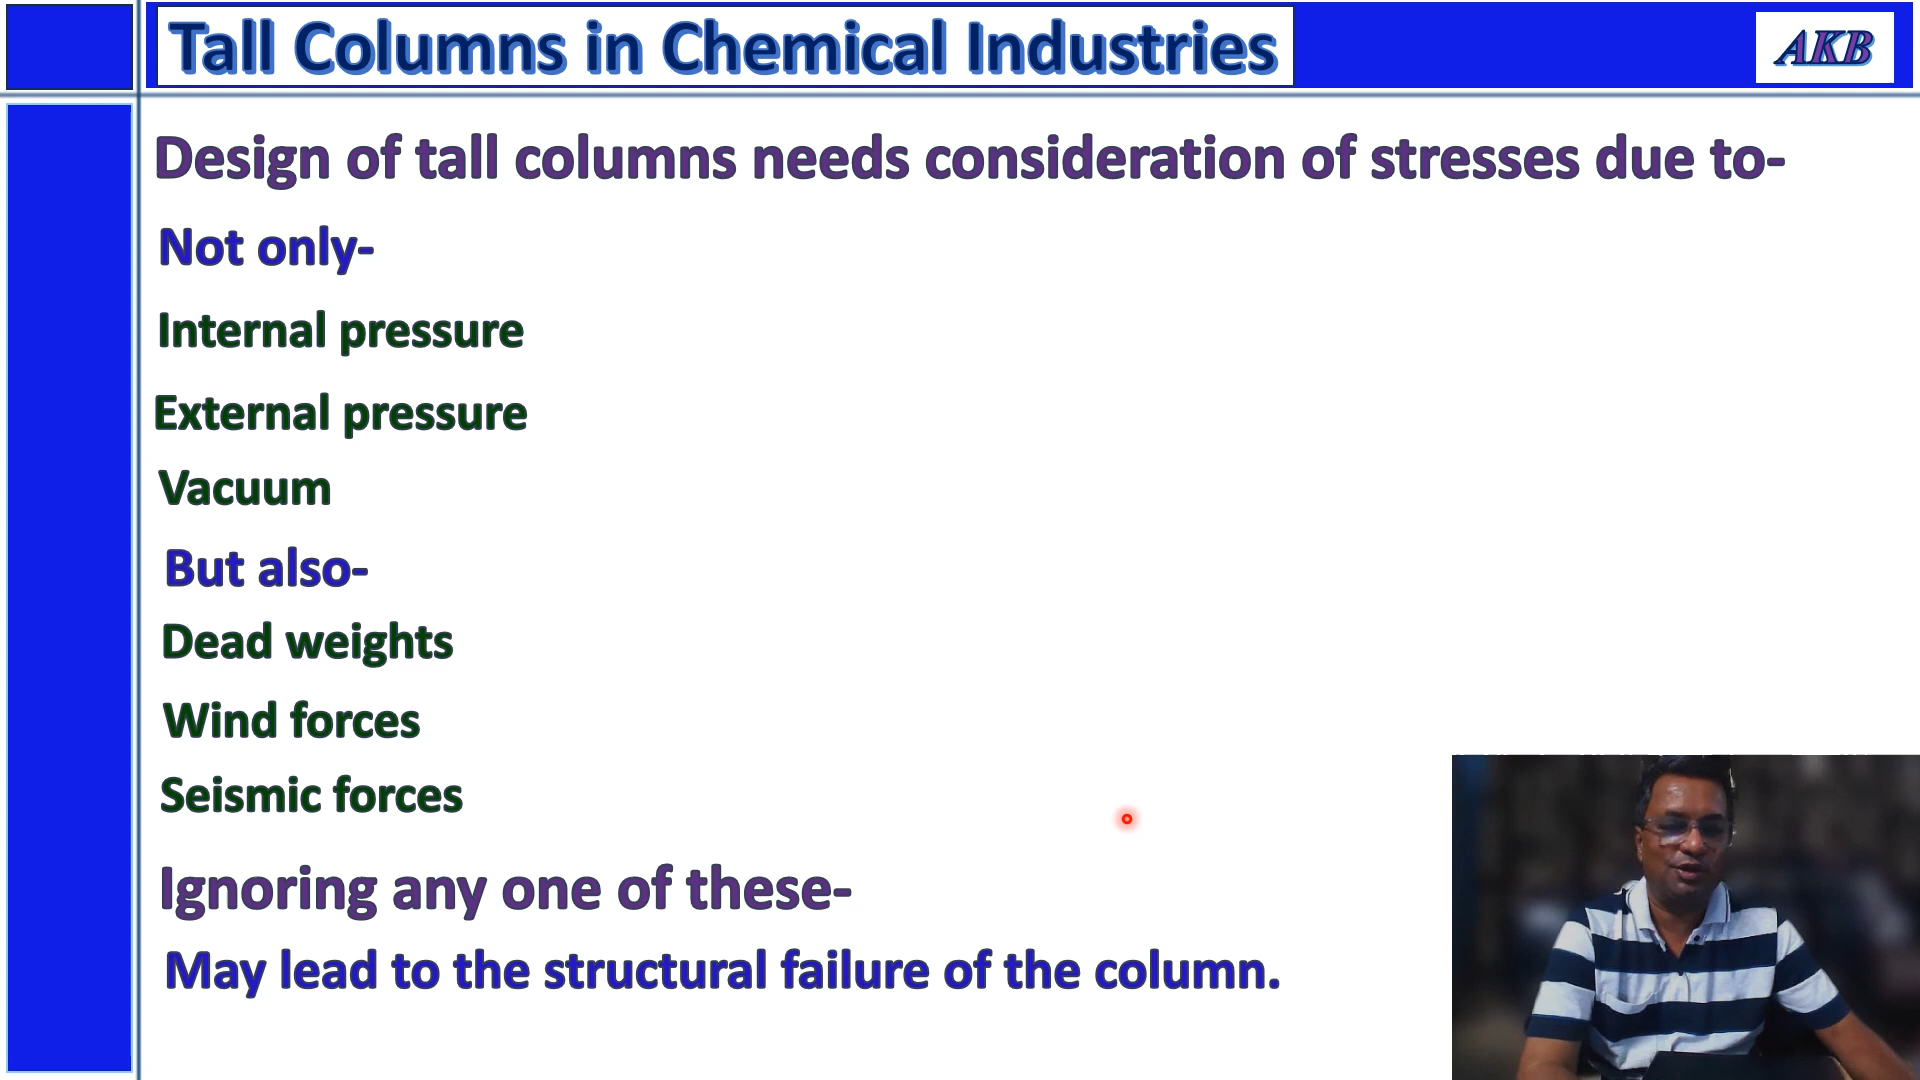 Tall Columns in Chemical Industries
AKB
Design of tall columns needs consideration of stresses due to-
Not only-
Internal pressure
External pressure
Vacuum
But also-
Dead weights
Wind forces
Seismic forces
Ignoring any one of these-
May lead to the structural failure of the column.